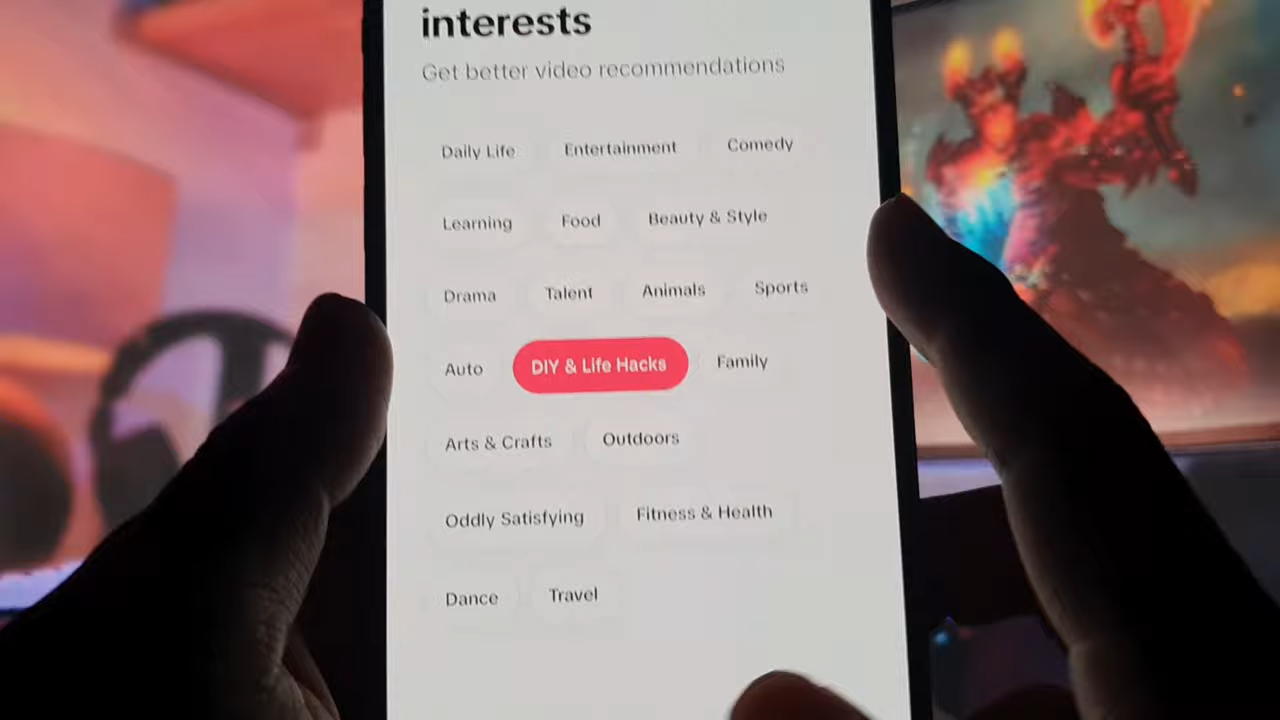 interests
Get better video recommendations
Daily Life Entertainment Comedy
Learning Food Beauty & Style
Drama Talent Animals Sports
Auto DIY & Life Hacks Family
Arts & Crafts Outdoors
Oddly Satisfying Fitness & Health
Dance Travel